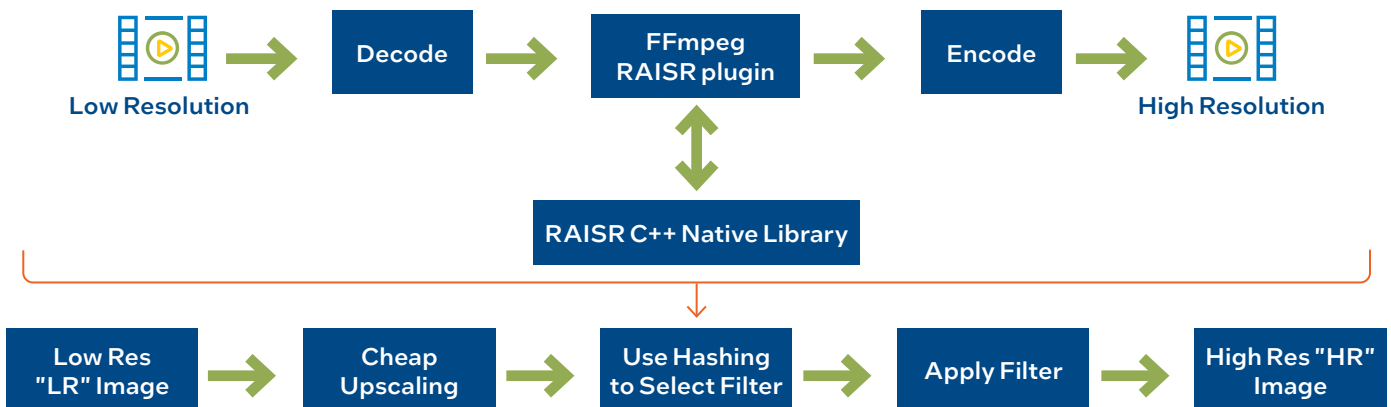 Low Resolution
Decode
FFmpeg
RAISR plugin
Encode
High Resolution
RAISR C++ Native Library
Low Res
"LR" Image
Cheap
Upscaling
Use Hashing
to Select Filter
Apply Filter
High Res "HR"
Image